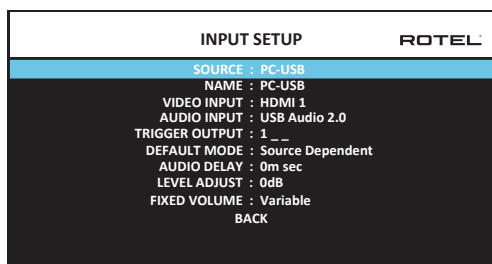 INPUT SETUP
ROTEL
SOURCE : PC-USB
NAME : PC-USB
VIDEO INPUT : HDMI 1
AUDIO INPUT : USB Audio 2.0
TRIGGER OUTPUT : 1 _ _
DEFAULT MODE : Source Dependent
AUDIO DELAY : 0m sec
LEVEL ADJUST : 0dB
FIXED VOLUME : Variable
BACK